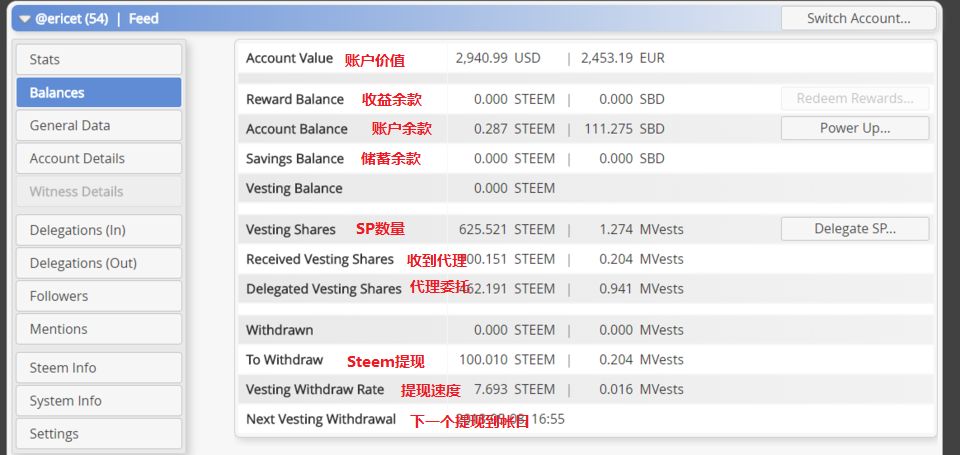 @ericet (54) | Feed
Switch Account...
Stats
Balances
General Data
Account Details
Witness Details
Delegations (In)
Delegations (Out)
Followers
Mentions
Steem Info
System Info
Settings
Account Value 账户价值 2,940.99 USD | 2,453.19 EUR
Reward Balance 收益余款 0.000 STEEM | 0.000 SBD Redeem Rewards...
Account Balance 账户余款 0.287 STEEM | 111.275 SBD Power Up...
Savings Balance 储蓄余款 0.000 STEEM | 0.000 SBD
Vesting Balance 0.000 STEEM
Vesting Shares SP数量 625.521 STEEM | 1.274 MVests Delegate SP...
Received Vesting Shares 收到代理 00.151 STEEM | 0.204 MVests
Delegated Vesting Shares 代理委托 462.191 STEEM | 0.941 MVests
Withdrawn 0.000 STEEM | 0.000 MVests
To Withdraw Steem提现 100.010 STEEM | 0.204 MVests
Vesting Withdraw Rate 提现速度 7.693 STEEM | 0.016 MVests
Next Vesting Withdrawal 下一个提现到帐日 16:55